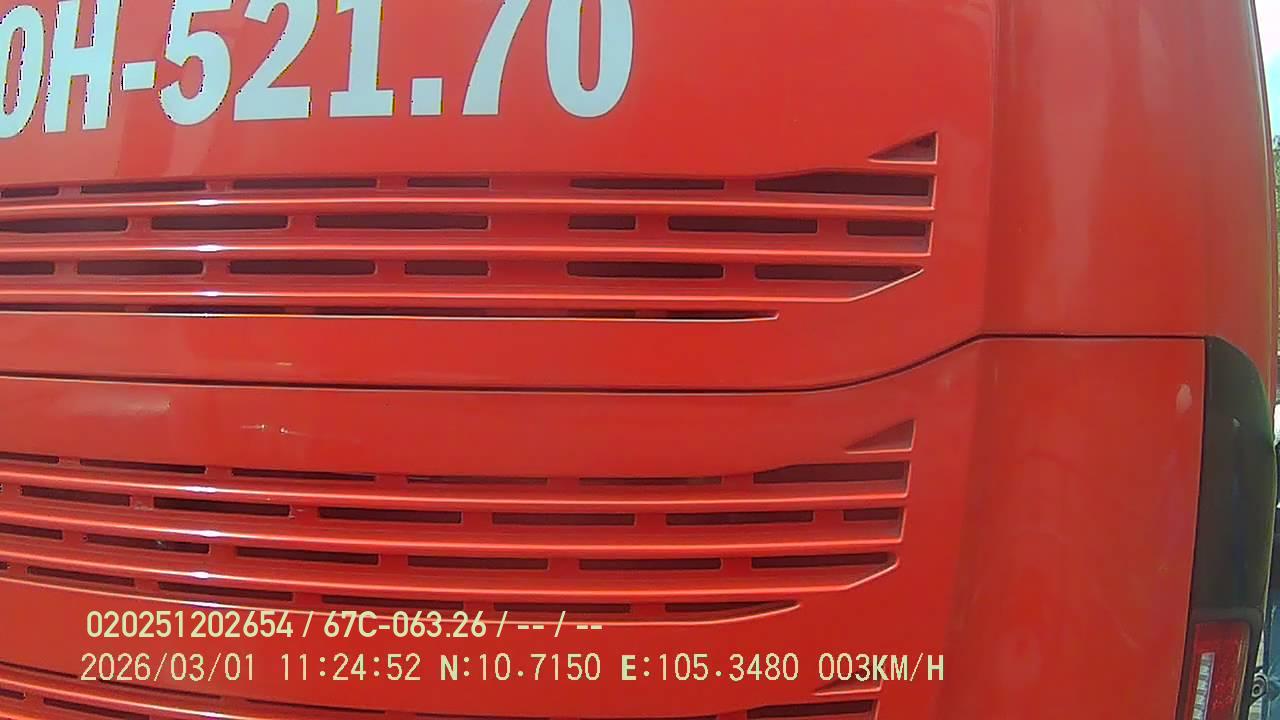 0H-521.70
020251202654 / 67C-063.26 / -- / --
2026/03/01 11:24:52 N:10.7150 E:105.3480 003KM/H